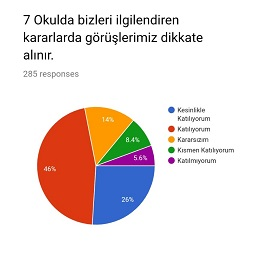 7 Okulda bizleri ilgilendiren
kararlarda görüşlerimiz dikkate
alınır.
285 responses
Kesinlikle
Katılıyorum
Katılıyorum
Kararsızım
Kısmen Katılıyorum
Katılmıyorum
14%
8.4%
5.6%
46%
26%